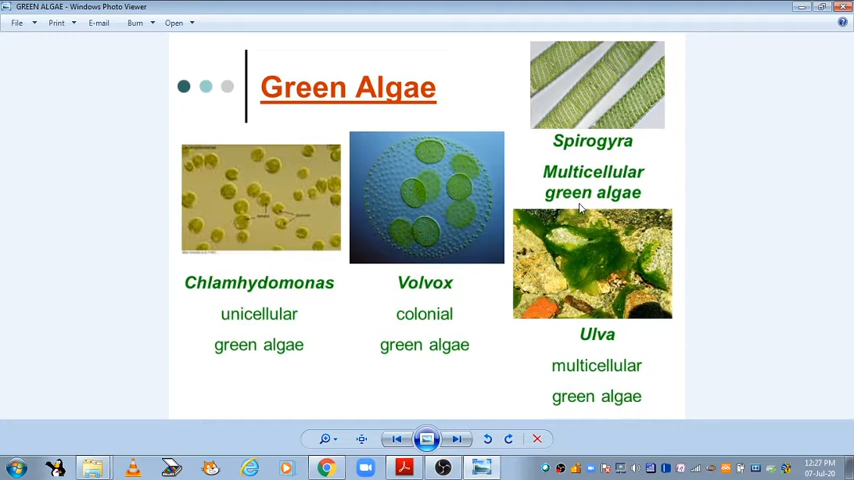 GREEN ALGAE - Windows Photo Viewer
File Print E-mail Burn Open
Green Algae
Spirogyra
Multicellular
green algae
Chlamhydomonas
unicellular
green algae
Volvox
colonial
green algae
Ulva
multicellular
green algae
12:27 PM
07-Jul-20